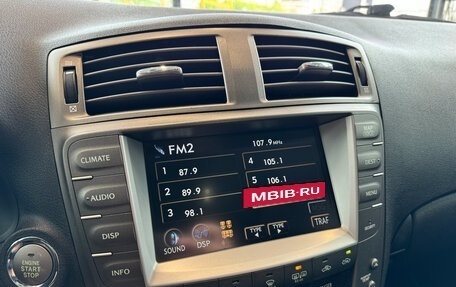 FM2
107.9 MHz
1 87.9
4 105.1
2 89.9
5 106.1
3 98.1
MBIB-RU
SOUND
DSP
TYPE
TYPE
TRAF
CLIMATE
AUDIO
DISP
INFO
MAP
DEST
MENU
ENGINE
START
STOP